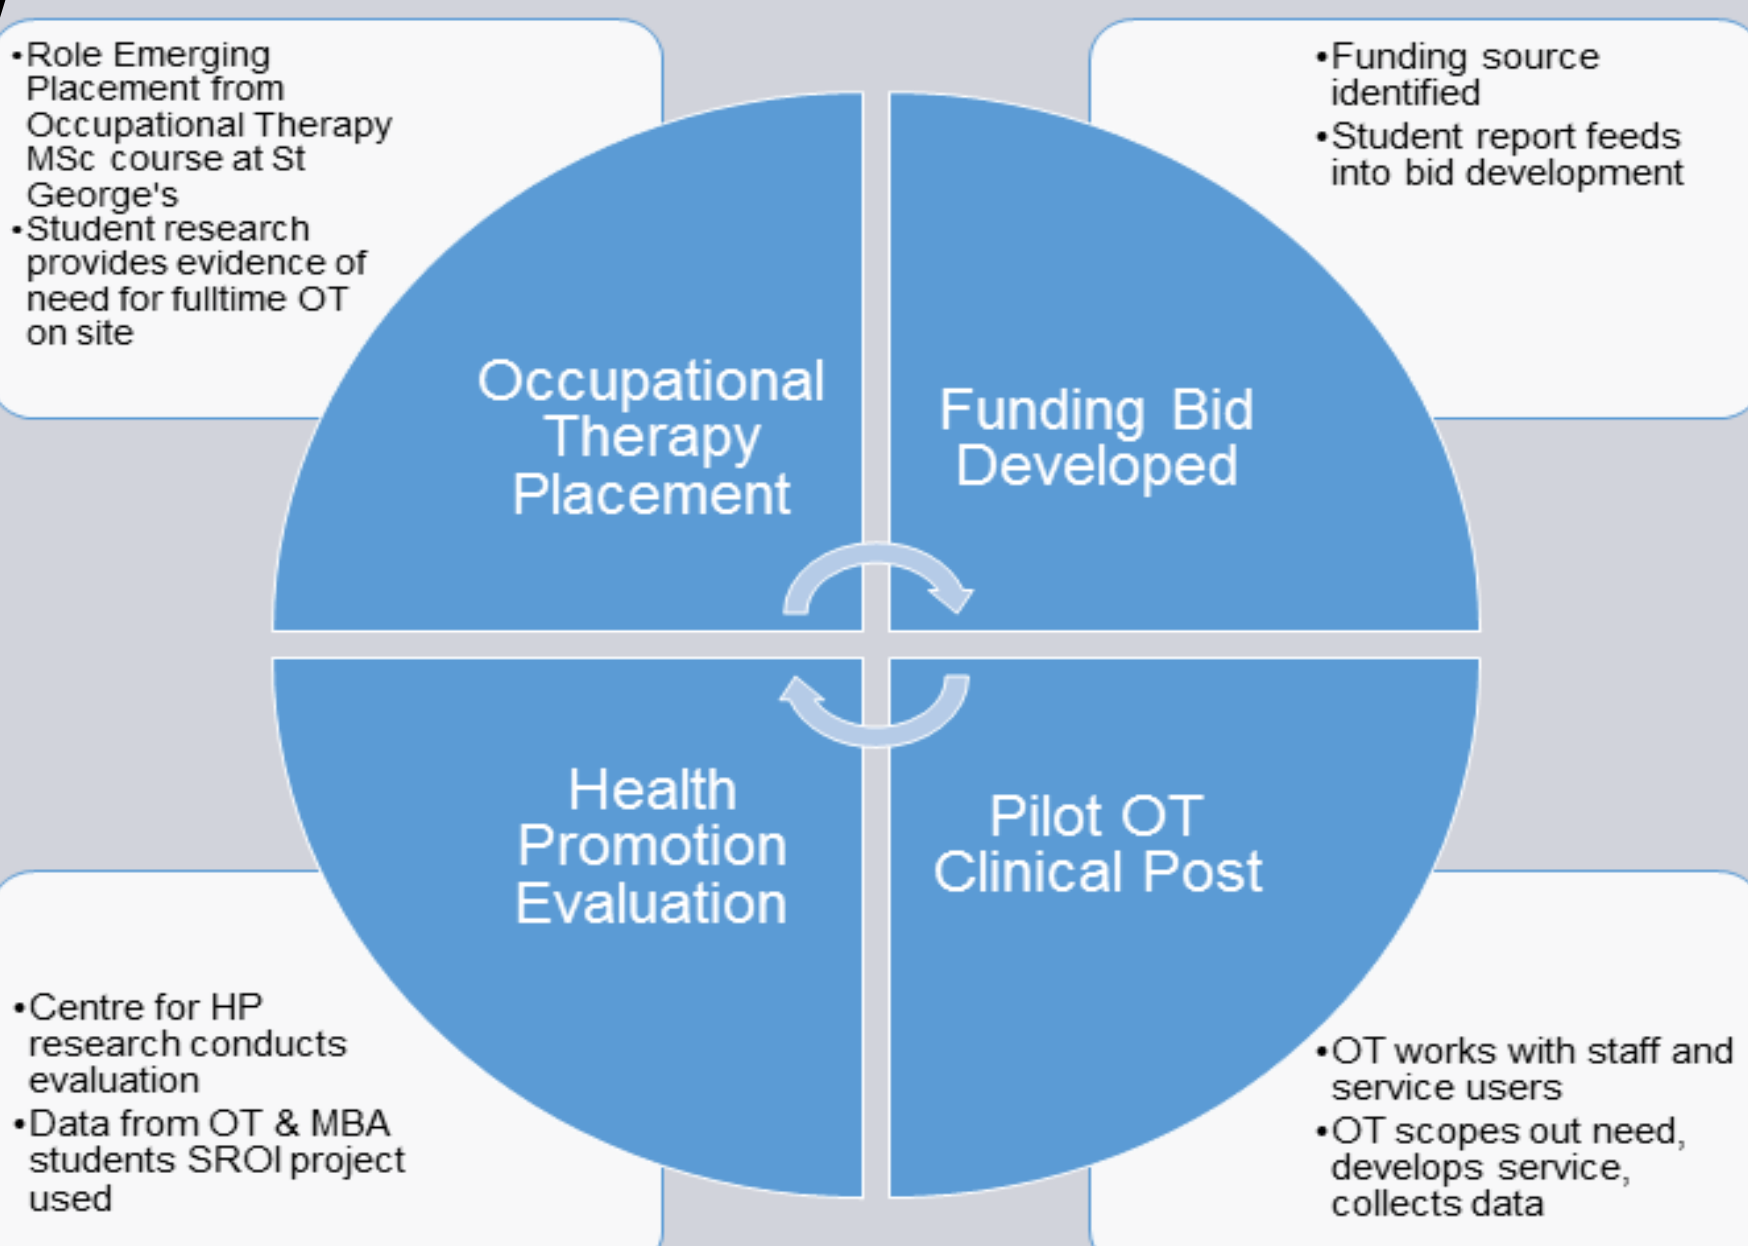 •Role Emerging
Placement from
Occupational Therapy
MSc course at St
George's
•Student research
provides evidence of
need for fulltime OT
on site
•Funding source
identified
•Student report feeds
into bid development
Occupational
Therapy
Placement
Funding Bid
Developed
Health
Promotion
Evaluation
Pilot OT
Clinical Post
•Centre for HP
research conducts
evaluation
•Data from OT & MBA
students SROI project
used
•OT works with staff and
service users
•OT scopes out need,
develops service,
collects data